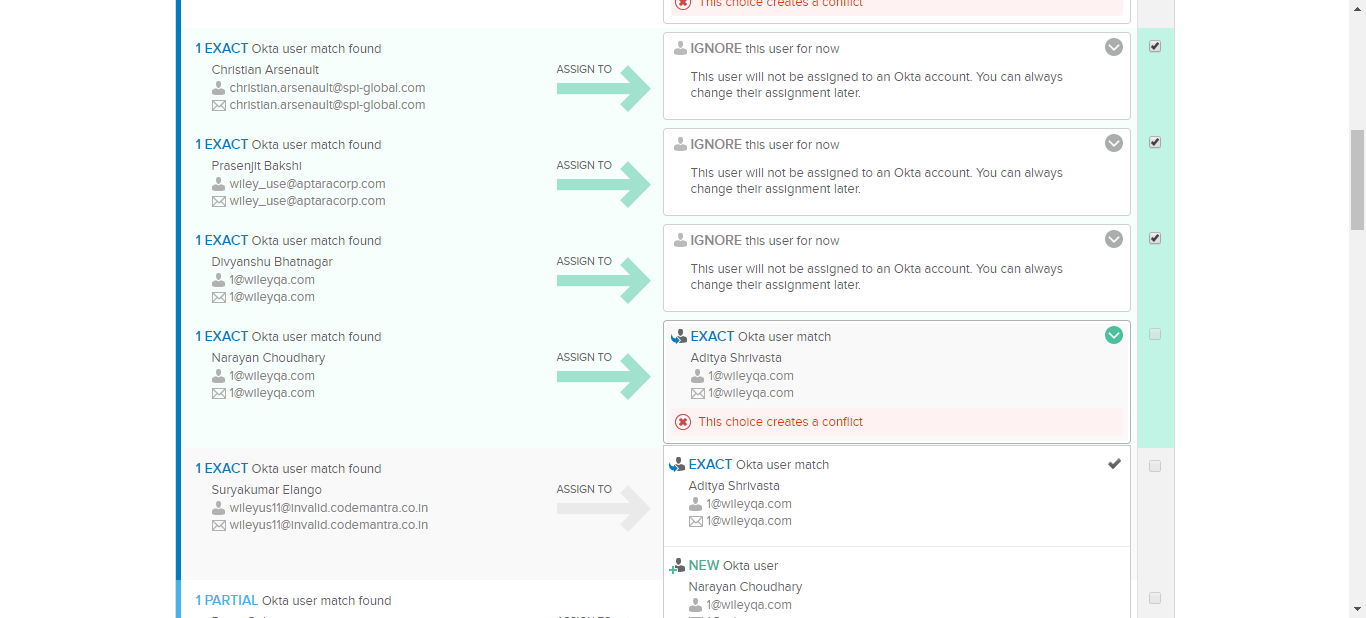 This choice creates a conflict
1 EXACT Okta user match found
Christian Arsenault
christian.arsenault@spi-global.com
christian.arsenault@spi-global.com
ASSIGN TO
IGNORE this user for now
This user will not be assigned to an Okta account. You can always
change their assignment later.
1 EXACT Okta user match found
Prasenjit Bakshi
wiley_use@aptaracorp.com
wiley_use@aptaracorp.com
ASSIGN TO
IGNORE this user for now
This user will not be assigned to an Okta account. You can always
change their assignment later.
1 EXACT Okta user match found
Divyanshu Bhatnagar
1@wileyqa.com
1@wileyqa.com
ASSIGN TO
IGNORE this user for now
This user will not be assigned to an Okta account. You can always
change their assignment later.
1 EXACT Okta user match found
Narayan Choudhary
1@wileyqa.com
1@wileyqa.com
ASSIGN TO
EXACT Okta user match
Aditya Shrivasta
1@wileyqa.com
1@wileyqa.com
This choice creates a conflict
1 EXACT Okta user match found
Suryakumar Elango
wileyus11@invalid.codemantra.co.in
wileyus11@invalid.codemantra.co.in
ASSIGN TO
EXACT Okta user match
Aditya Shrivasta
1@wileyqa.com
1@wileyqa.com
NEW Okta user
Narayan Choudhary
1@wileyqa.com
1 PARTIAL Okta user match found